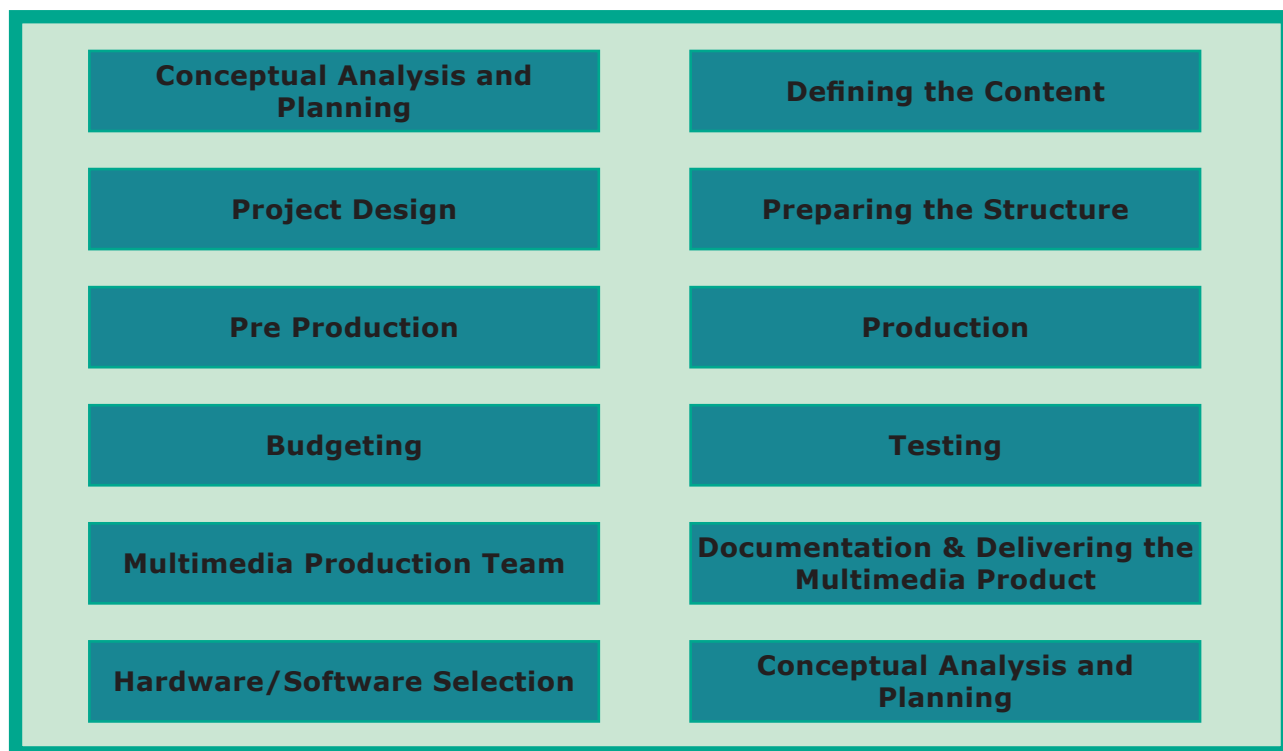 Conceptual Analysis and
Planning
Project Design
Pre Production
Budgeting
Multimedia Production Team
Hardware/Software Selection
Defining the Content
Preparing the Structure
Production
Testing
Documentation & Delivering the
Multimedia Product
Conceptual Analysis and
Planning